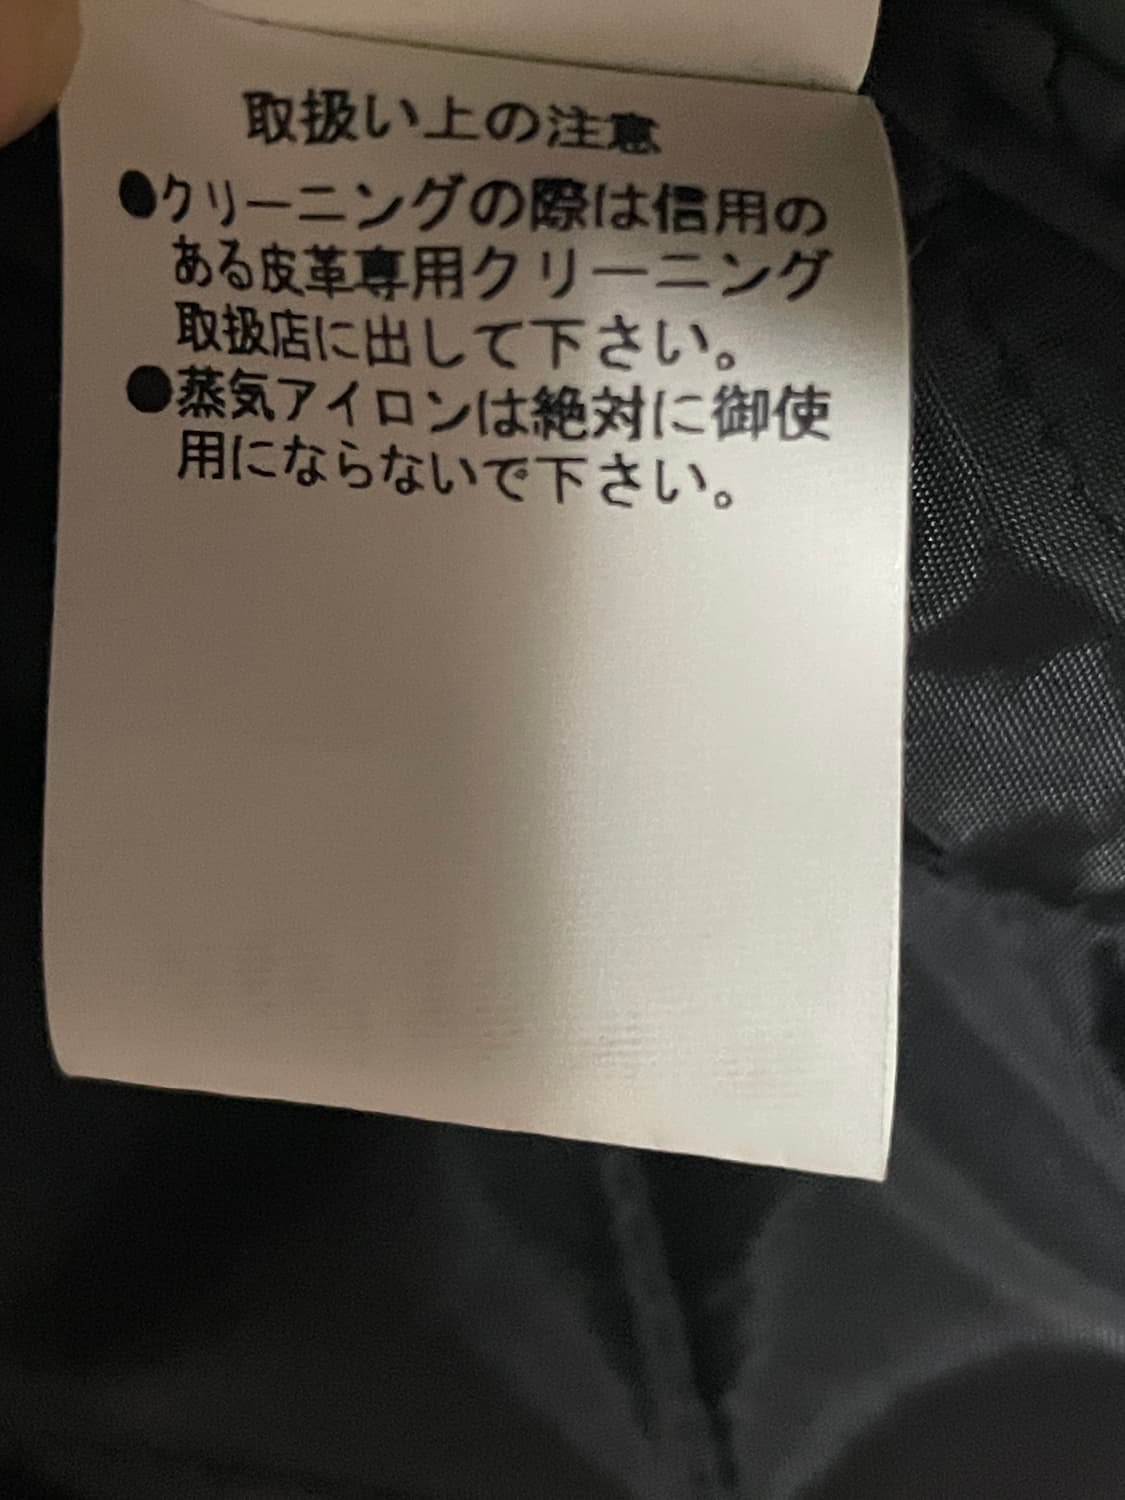 取扱い上の注意
●クリーニングの際は信用の
ある皮革専用クリーニング
取扱店に出して下さい。
●蒸気アイロンは絶対に御使
用にならないで下さい。